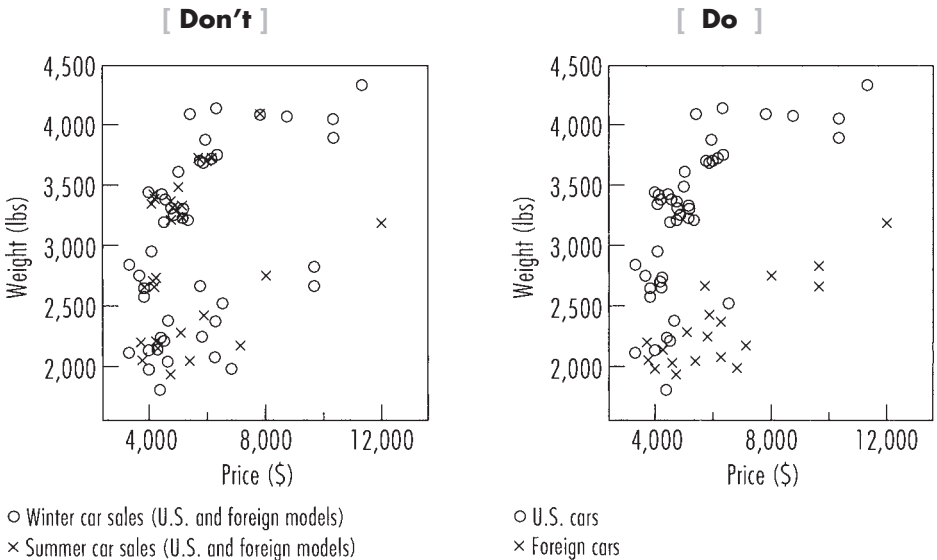 [ Don't ]
4,500
4,000
3,500
3,000
2,500
2,000
Weight (lbs)
4,000 8,000 12,000
Price ($)
○ Winter car sales (U.S. and foreign models)
× Summer car sales (U.S. and foreign models)
[ Do ]
4,500
4,000
3,500
3,000
2,500
2,000
Weight (lbs)
4,000 8,000 12,000
Price ($)
○ U.S. cars
× Foreign cars